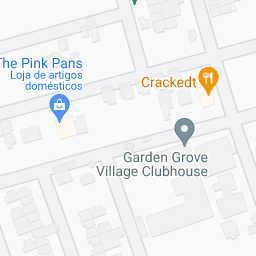 The Pink Pans
Loja de artigos
domésticos
Crackedt
Garden Grove
Village Clubhouse